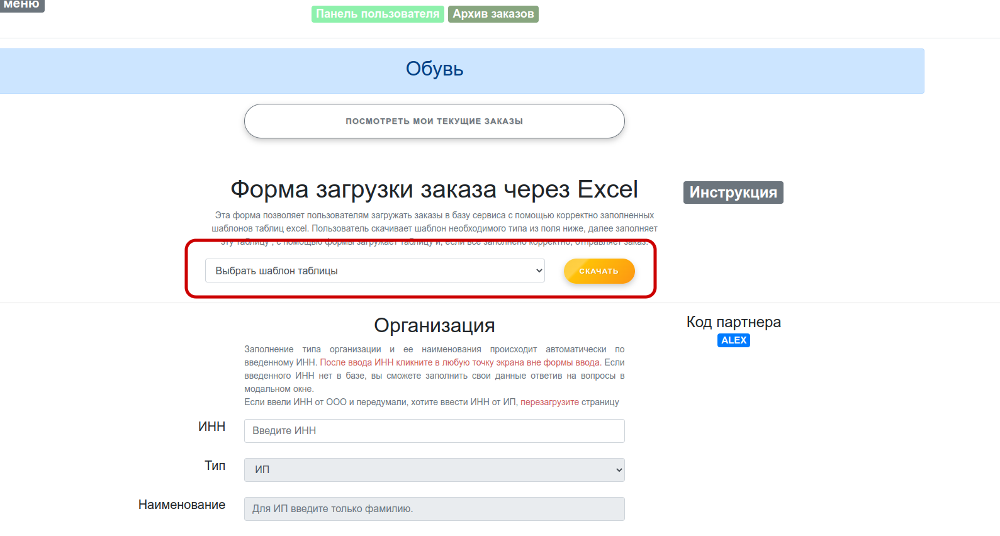 меню
Панель пользователя Архив заказов
Обувь
ПОСМОТРЕТЬ МОИ ТЕКУЩИЕ ЗАКАЗЫ
Форма загрузки заказа через Excel
Инструкция
Эта форма позволяет пользователям загружать заказы в базу сервиса с помощью корректно заполненных
шаблонов таблиц excel. Пользователь скачивает шаблон необходимого типа из поля ниже, далее заполняет
эту таблицу , с помощью формы загружает таблицу и, если все заполнено корректно, отправляет заказ.
Выбрать шаблон таблицы
СКАЧАТЬ
Организация
Код партнера
ALEX
Заполнение типа организации и ее наименования происходит автоматически по
введенному ИНН. После ввода ИНН кликните в любую точку экрана вне формы ввода. Если
введенного ИНН нет в базе, вы сможете заполнить свои данные ответив на вопросы в
модальном окне.
Если ввели ИНН от ООО и передумали, хотите ввести ИНН от ИП, перезагрузите страницу
ИНН
Введите ИНН
Тип
ИП
Наименование
Для ИП введите только фамилию.